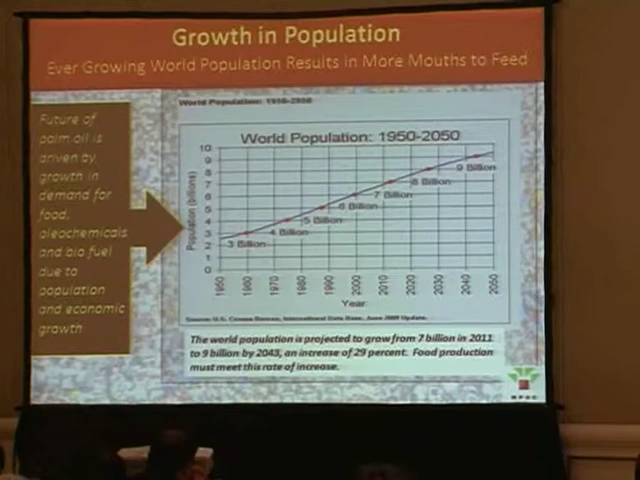 Growth in Population
Ever Growing World Population Results in More Mouths to Feed
World Population: 1950-2050
Future of
palm oil is
driven by
growth in
demand for
food,
oleochemicals
and bio fuel
due to
population
and economic
growth
World Population: 1950-2050
Population (billions)
10
9
8
7
6
5
4
3
2
1
0
3 Billion
4 Billion
5 Billion
6 Billion
7 Billion
8 Billion
9 Billion
1950
1960
1970
1980
1990
2000
2010
2020
2030
2040
2050
Year
Source: U.S. Census Bureau, International Data Base, June 2009 Update.
The world population is projected to grow from 7 billion in 2011
to 9 billion by 2043, an increase of 29 percent. Food production
must meet this rate of increase.
MPOC